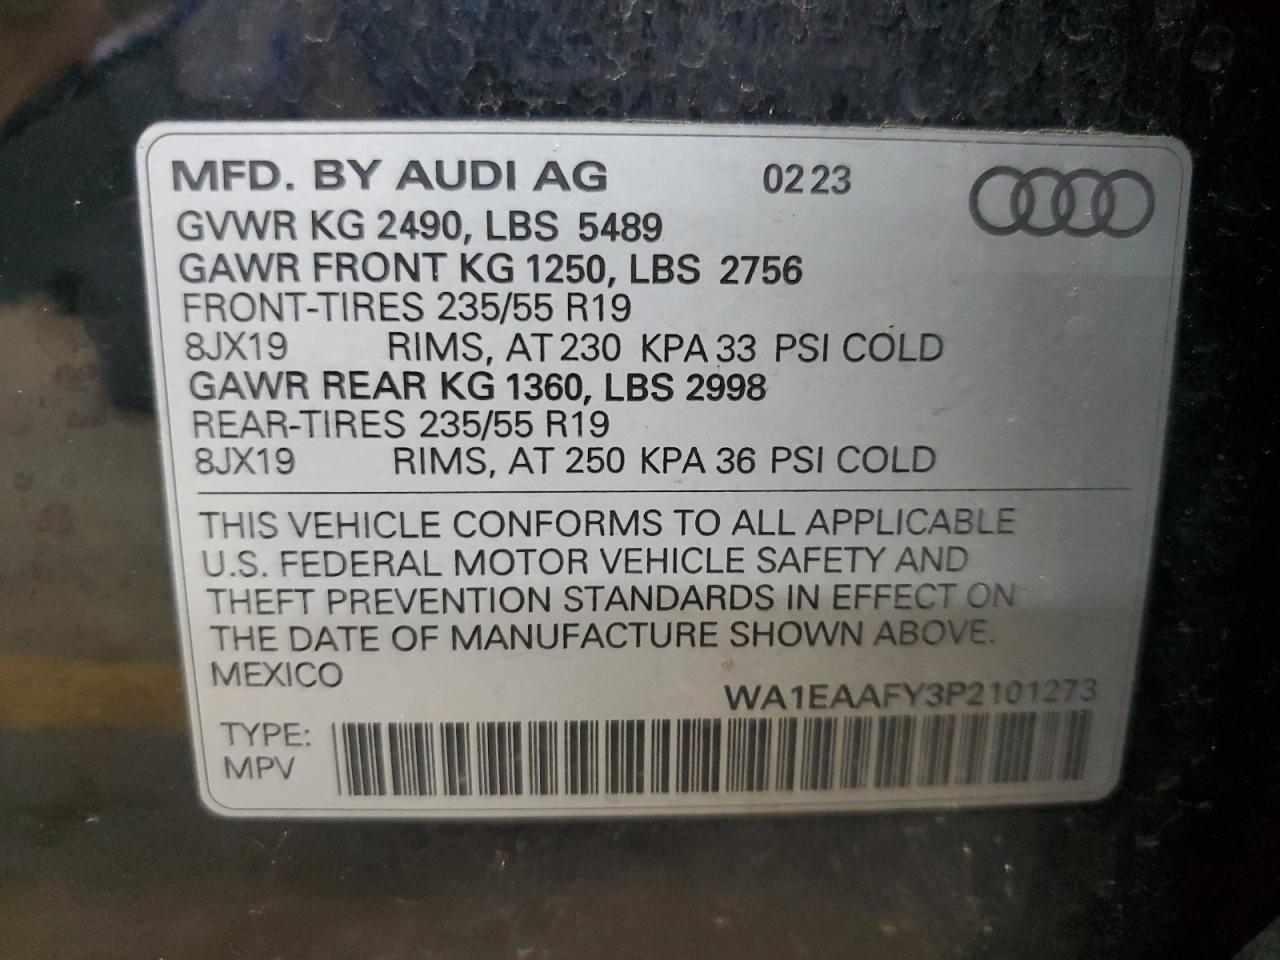 MFD. BY AUDI AG 02 23
GVWR KG 2490, LBS 5489
GAWR FRONT KG 1250, LBS 2756
FRONT-TIRES 235/55 R19
8JX19 RIMS, AT 230 KPA 33 PSI COLD
GAWR REAR KG 1360, LBS 2998
REAR-TIRES 235/55 R19
8JX19 RIMS, AT 250 KPA 36 PSI COLD
THIS VEHICLE CONFORMS TO ALL APPLICABLE
U.S. FEDERAL MOTOR VEHICLE SAFETY AND
THEFT PREVENTION STANDARDS IN EFFECT ON
THE DATE OF MANUFACTURE SHOWN ABOVE.
MEXICO
WA1EAAFY3P2101273
TYPE:
MPV